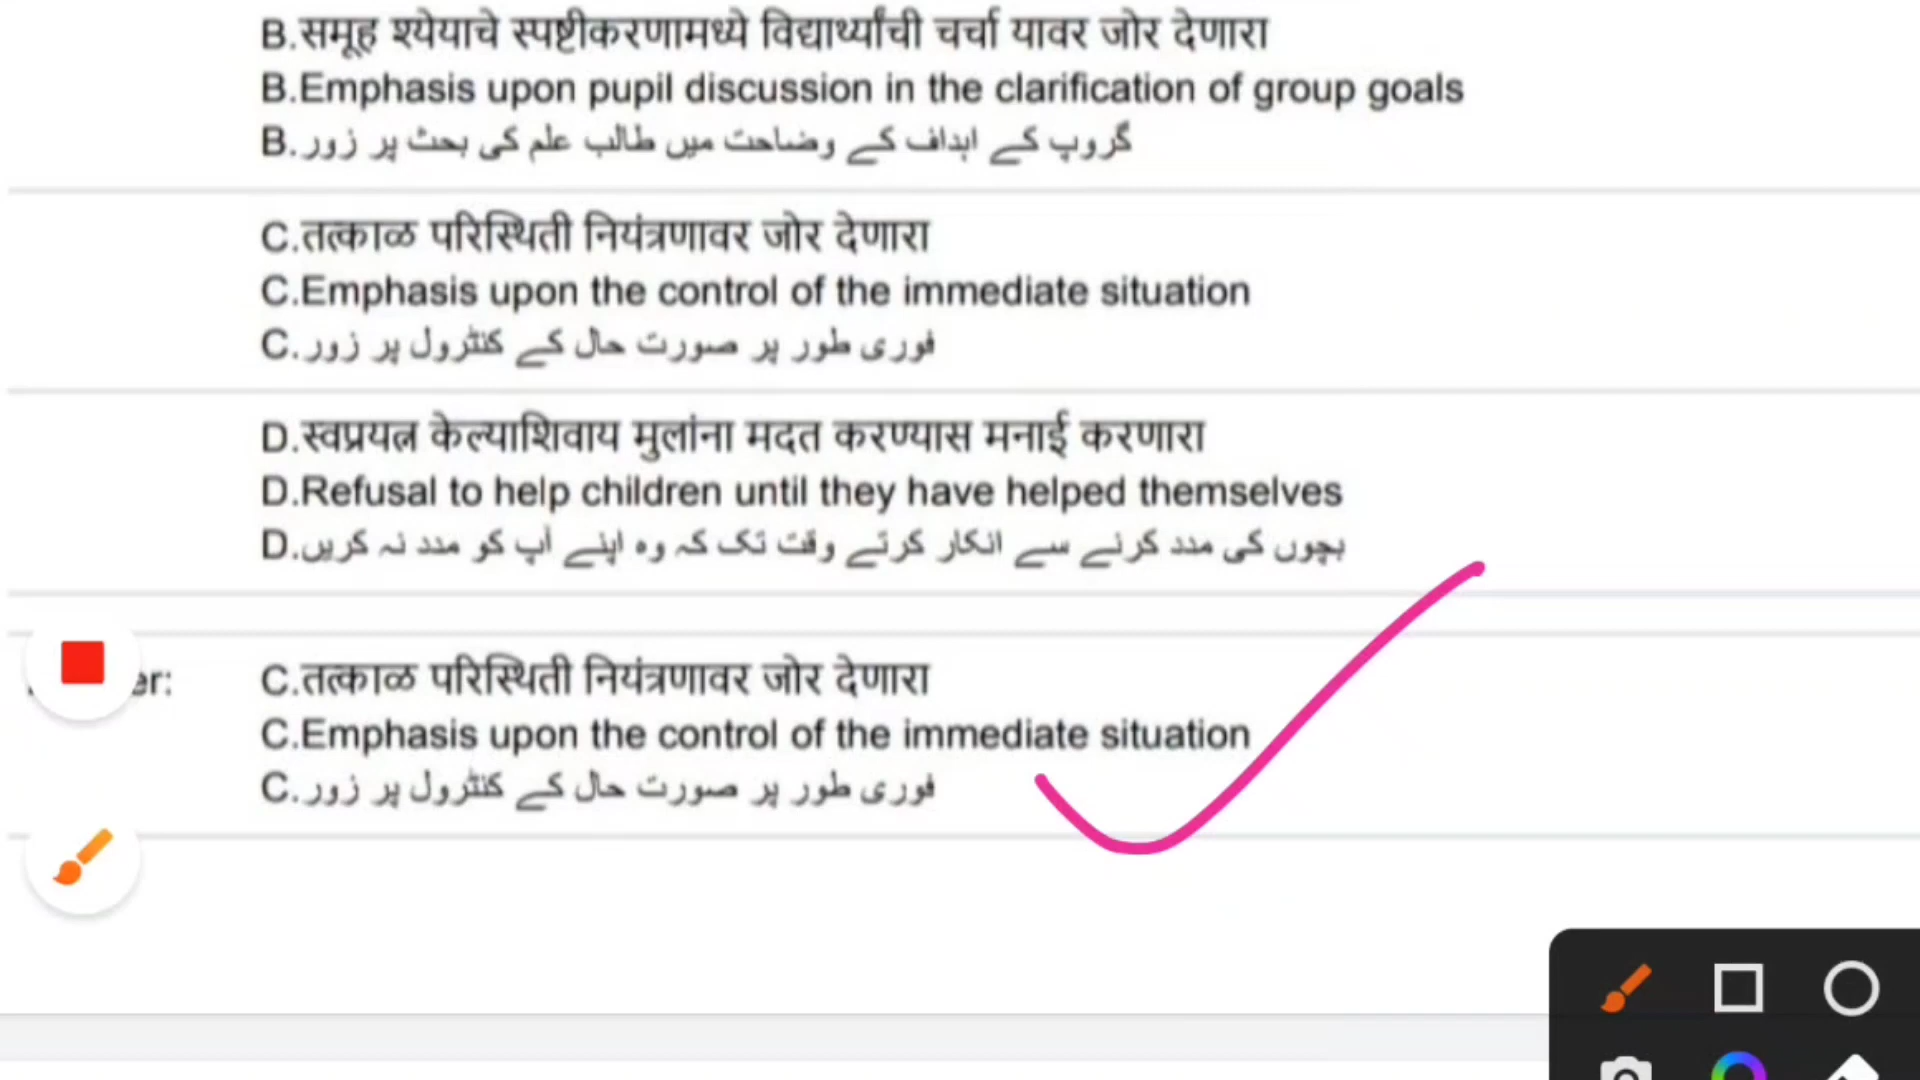 B.समूह श्येयाचे स्पष्टीकरणामध्ये विद्यार्थ्यांची चर्चा यावर जोर देणारा
B.Emphasis upon pupil discussion in the clarification of group goals
B.گروپ کے اہداف کے وضاحت میں طالب علم کی بحث پر زور
C.तत्काळ परिस्थिती नियंत्रणावर जोर देणारा
C.Emphasis upon the control of the immediate situation
C.فوری طور پر صورت حال کے کنٹرول پر زور
D.स्वप्रयत्न केल्याशिवाय मुलांना मदत करण्यास मनाई करणारा
D.Refusal to help children until they have helped themselves
D.بچوں کی مدد کرنے سے انکار کرتے وقت تک کہ وہ اپنے آپ کو مدد نہ کریں
er:
C.तत्काळ परिस्थिती नियंत्रणावर जोर देणारा
C.Emphasis upon the control of the immediate situation
C.فوری طور پر صورت حال کے کنٹرول پر زور